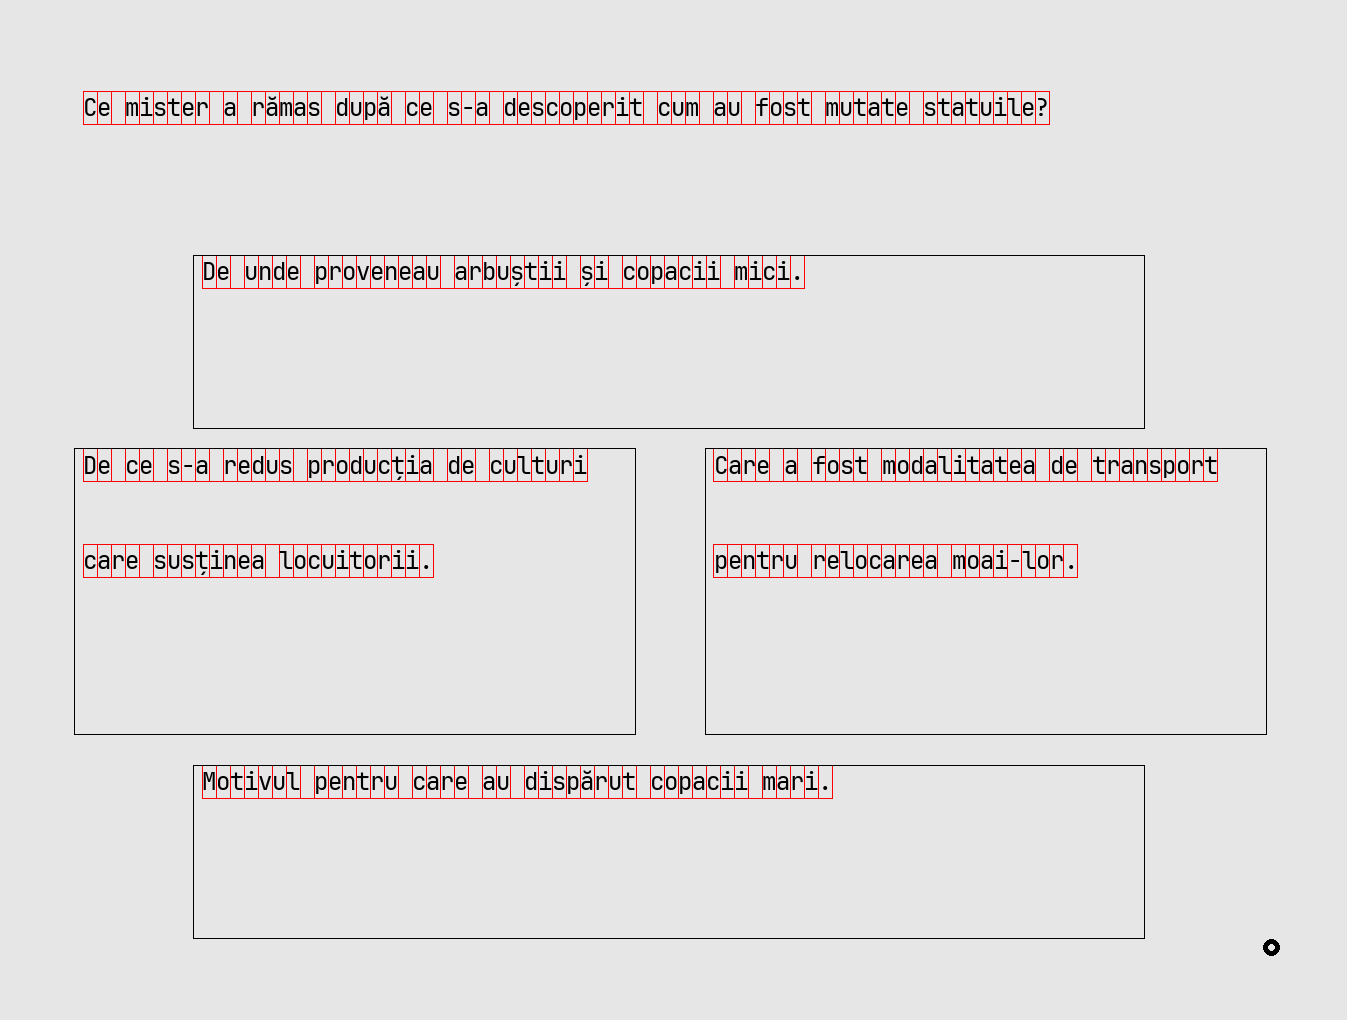 Ce mister a rămas după ce s-a descoperit cum au fost mutate statuile?
De unde proveneau arbuștii și copacii mici.
De ce s-a redus producția de culturi
care susținea locuitorii.
Care a fost modalitatea de transport
pentru relocarea moai-lor.
Motivul pentru care au dispărut copacii mari.